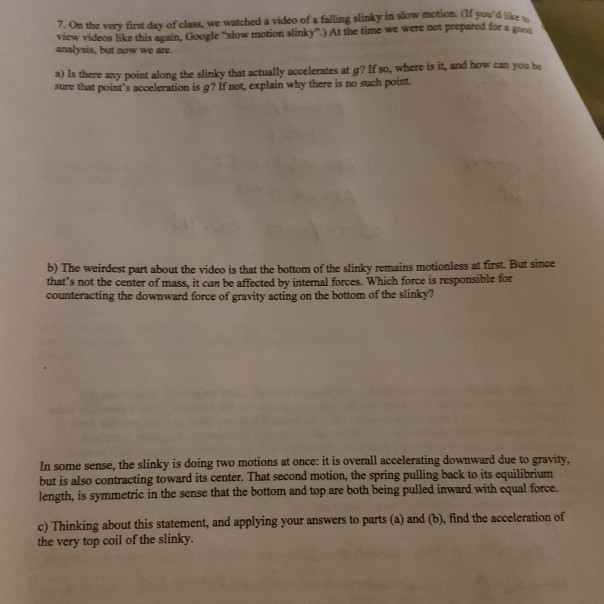 7. On the very first day of class, we watched a video of a falling slinky in slow motion. (If you'd like to
view videos like this again, Google "slow motion slinky".) At the time we were not prepared for a good
analysis, but now we are.
a) Is there any point along the slinky that actually accelerates at g? If so, where is it, and how can you be
sure that point's acceleration is g? If not, explain why there is no such point.
b) The weirdest part about the video is that the bottom of the slinky remains motionless at first. But since
that's not the center of mass, it can be affected by internal forces. Which force is responsible for
counteracting the downward force of gravity acting on the bottom of the slinky?
In some sense, the slinky is doing two motions at once: it is overall accelerating downward due to gravity,
but is also contracting toward its center. That second motion, the spring pulling back to its equilibrium
length, is symmetric in the sense that the bottom and top are both being pulled inward with equal force.
c) Thinking about this statement, and applying your answers to parts (a) and (b), find the acceleration of
the very top coil of the slinky.